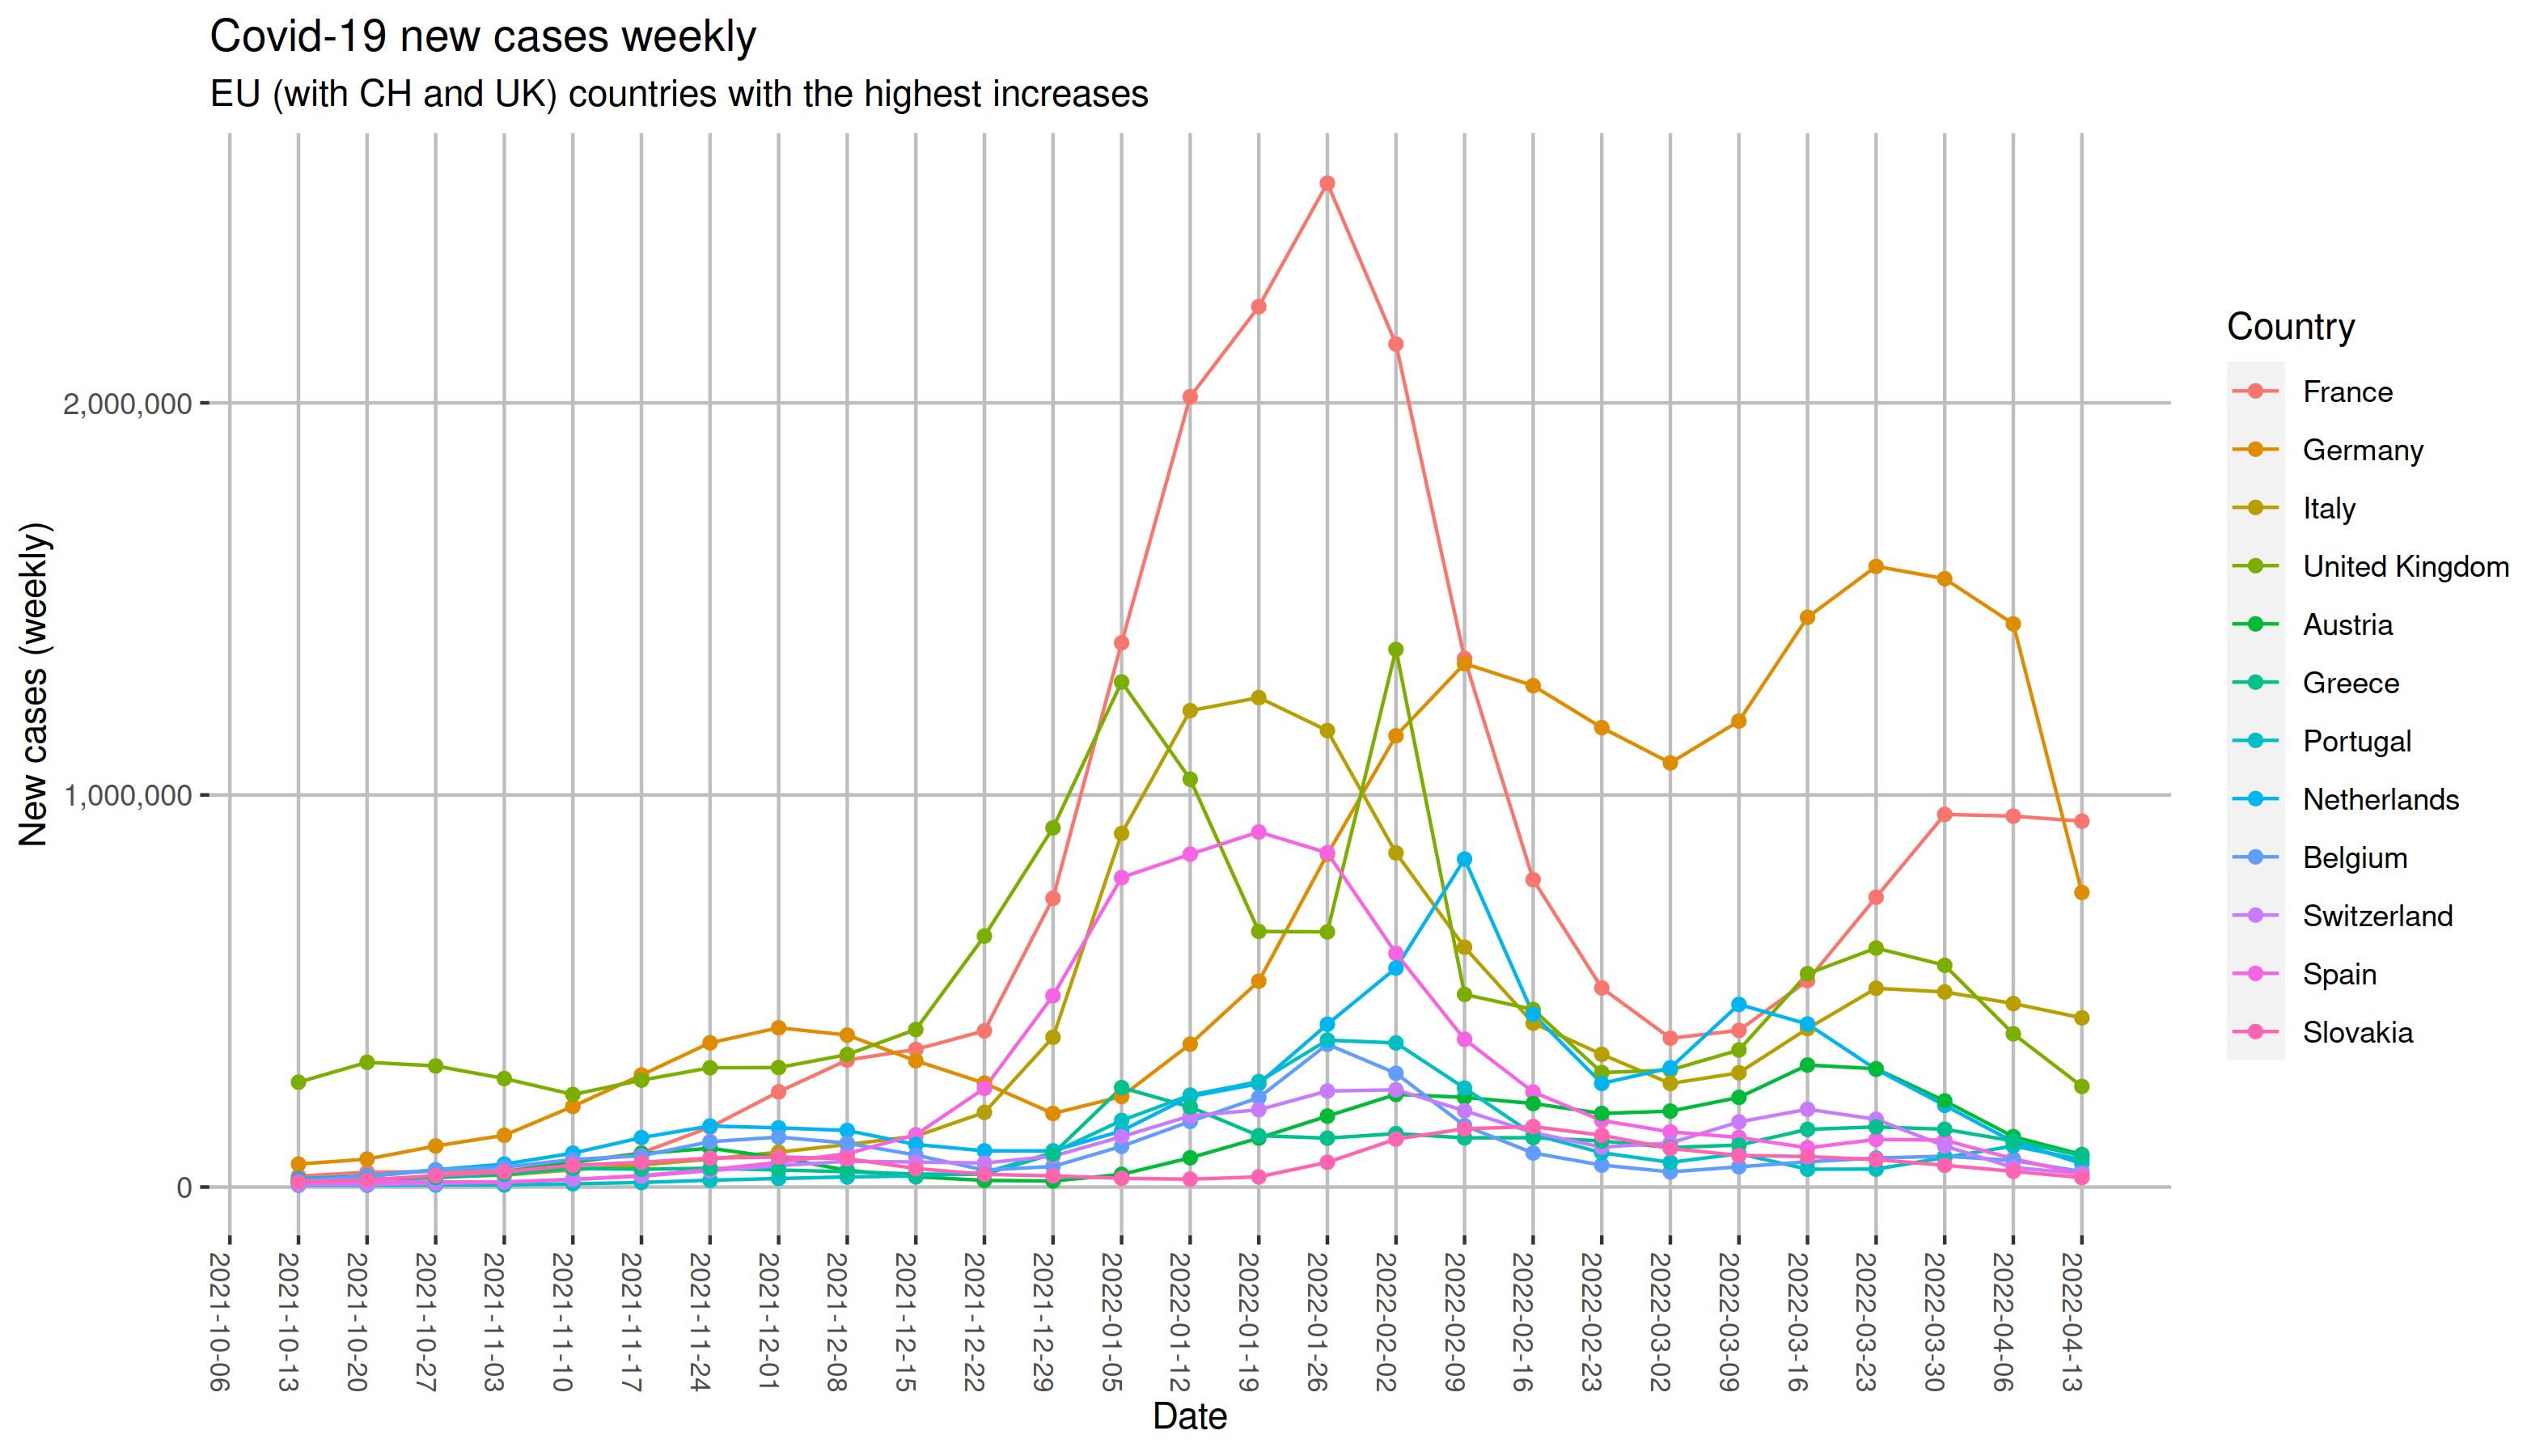 Covid-19 new cases weekly
EU (with CH and UK) countries with the highest increases
New cases (weekly)
2,000,000
1,000,000
0
2021-10-06
2021-10-13
2021-10-20
2021-10-27
2021-11-03
2021-11-10
2021-11-17
2021-11-24
2021-12-01
2021-12-08
2021-12-15
2021-12-22
2021-12-29
2022-01-05
2022-01-12
2022-01-19
2022-01-26
2022-02-02
2022-02-09
2022-02-16
2022-02-23
2022-03-02
2022-03-09
2022-03-16
2022-03-23
2022-03-30
2022-04-06
2022-04-13
Date
Country
France
Germany
Italy
United Kingdom
Austria
Greece
Portugal
Netherlands
Belgium
Switzerland
Spain
Slovakia